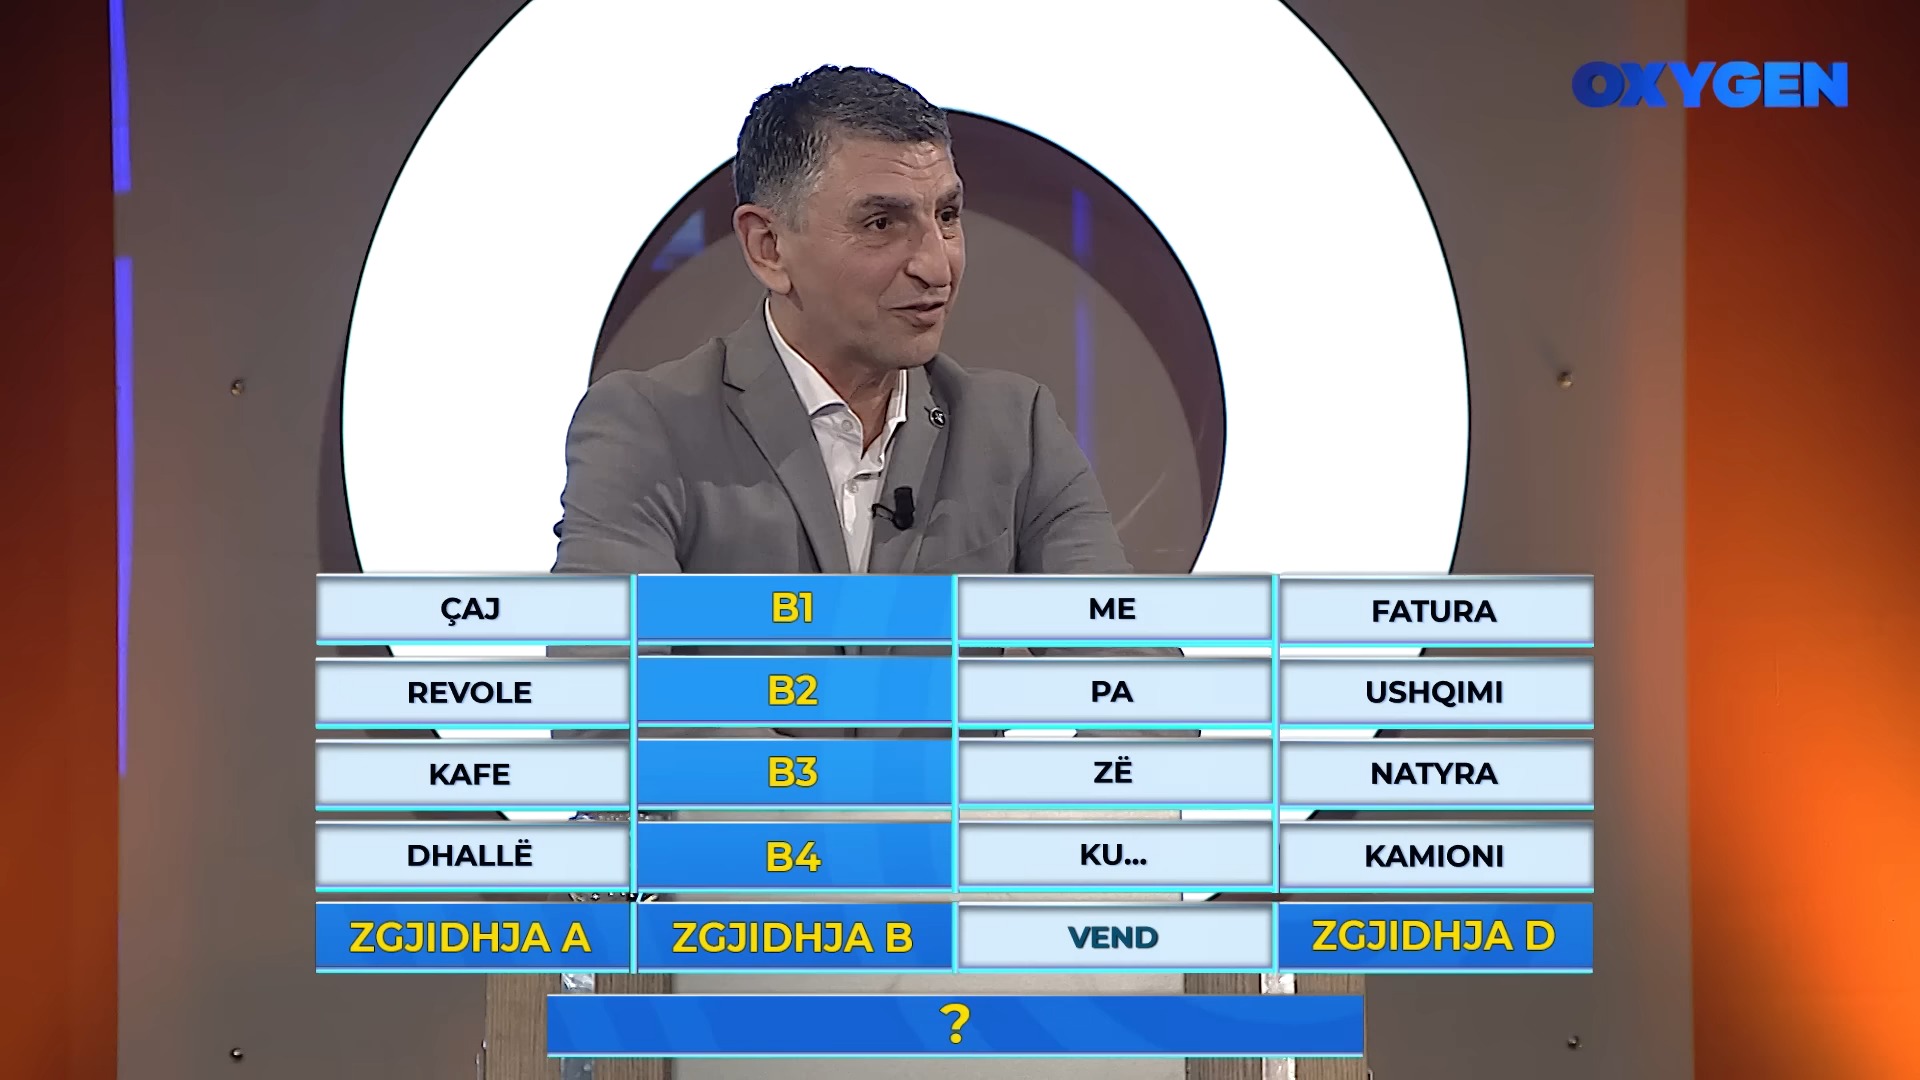 OXYGEN
ÇAJ B1 ME FATURA
REVOLE B2 PA USHQIMI
KAFE B3 ZË NATYRA
DHALLË B4 KU... KAMIONI
ZGJIDHJA A ZGJIDHJA B VEND ZGJIDHJA D
?